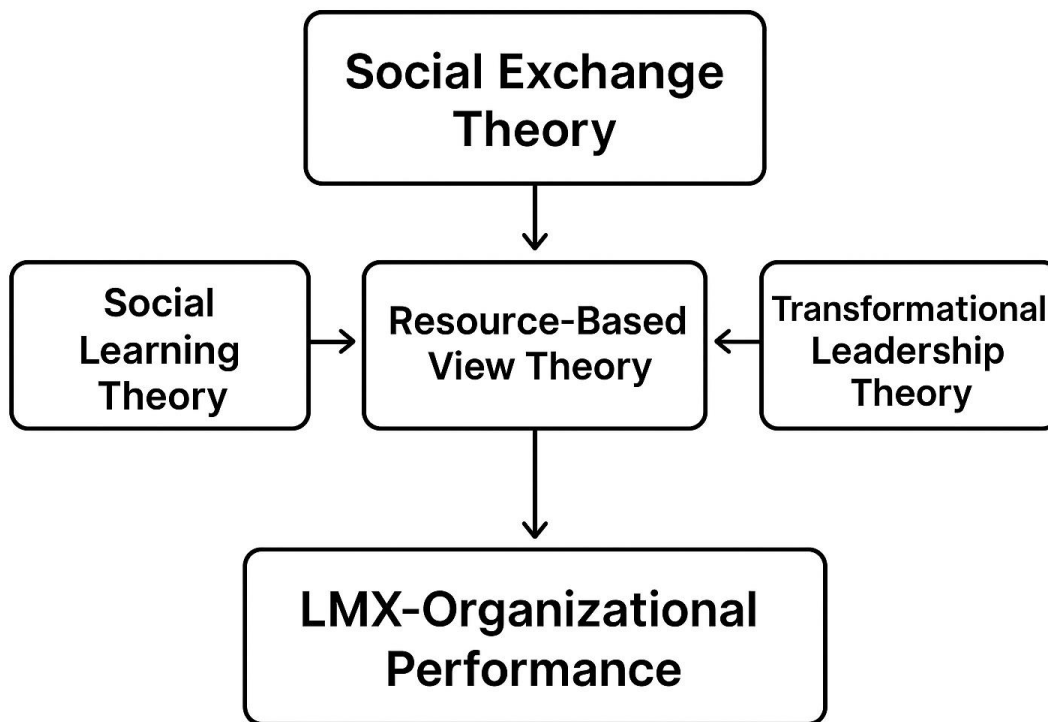 Social Exchange
Theory
Social
Learning
Theory
Resource-Based
View Theory
Transformational
Leadership
Theory
LMX-Organizational
Performance